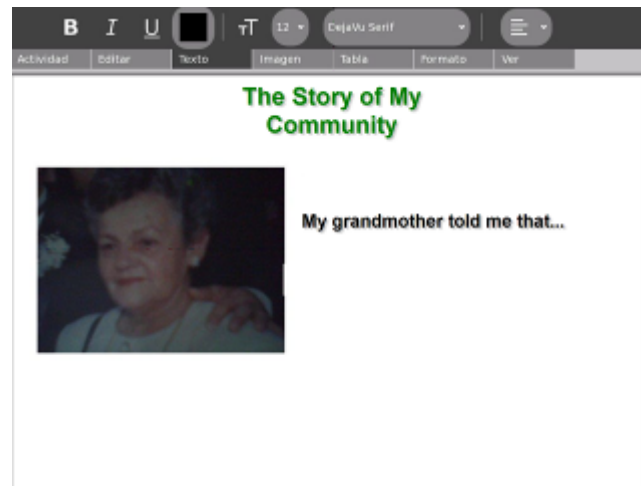 B I U TT 12 DejaVu Serif
Actividad Editar Texto Imagen Tabla Formato Ver
The Story of My
Community
My grandmother told me that...